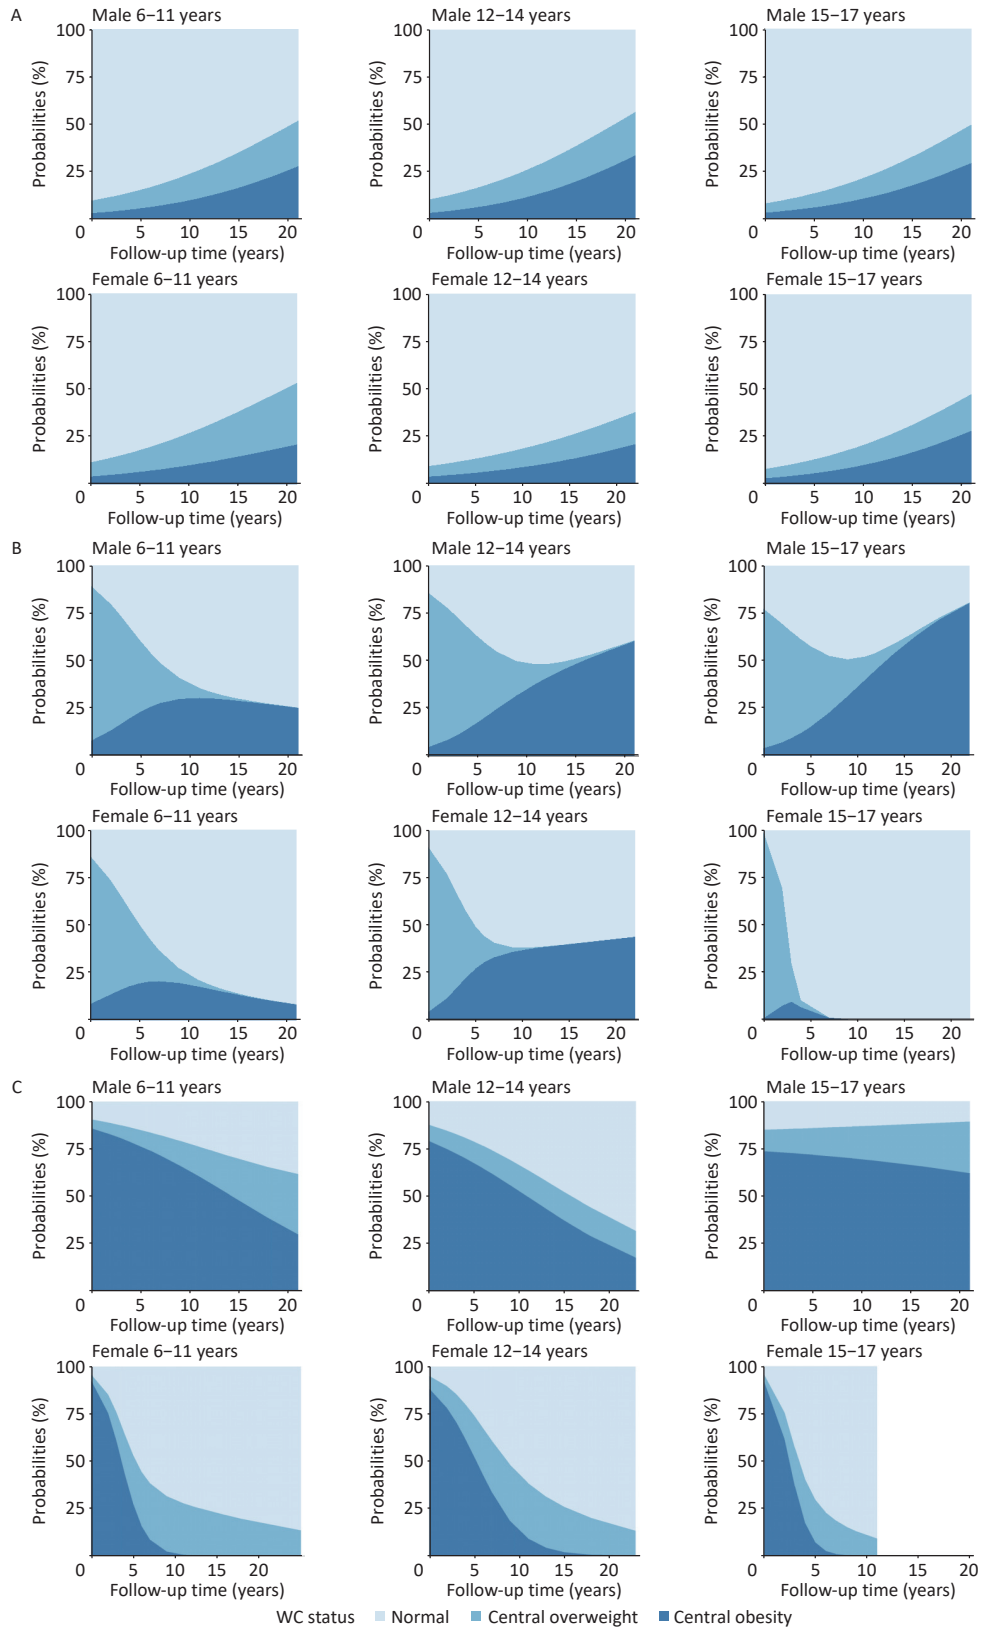 A
Male 6−11 years
Male 12−14 years
Male 15−17 years
Probabilities (%)
100
75
50
25
0
5 10 15 20
Follow-up time (years)
Probabilities (%)
100
75
50
25
0
5 10 15 20
Follow-up time (years)
Probabilities (%)
100
75
50
25
0
5 10 15 20
Follow-up time (years)
Female 6−11 years
Female 12−14 years
Female 15−17 years
Probabilities (%)
100
75
50
25
0
5 10 15 20
Follow-up time (years)
Probabilities (%)
100
75
50
25
0
5 10 15 20
Follow-up time (years)
Probabilities (%)
100
75
50
25
0
5 10 15 20
Follow-up time (years)
B
Male 6−11 years
Male 12−14 years
Male 15−17 years
Probabilities (%)
100
75
50
25
0
5 10 15 20
Follow-up time (years)
Probabilities (%)
100
75
50
25
0
5 10 15 20
Follow-up time (years)
Probabilities (%)
100
75
50
25
0
5 10 15 20
Follow-up time (years)
Female 6−11 years
Female 12−14 years
Female 15−17 years
Probabilities (%)
100
75
50
25
0
5 10 15 20
Follow-up time (years)
Probabilities (%)
100
75
50
25
0
5 10 15 20
Follow-up time (years)
Probabilities (%)
100
75
50
25
0
5 10 15 20
Follow-up time (years)
C
Male 6−11 years
Male 12−14 years
Male 15−17 years
Probabilities (%)
100
75
50
25
0
5 10 15 20
Follow-up time (years)
Probabilities (%)
100
75
50
25
0
5 10 15 20
Follow-up time (years)
Probabilities (%)
100
75
50
25
0
5 10 15 20
Follow-up time (years)
Female 6−11 years
Female 12−14 years
Female 15−17 years
Probabilities (%)
100
75
50
25
0
5 10 15 20
Follow-up time (years)
Probabilities (%)
100
75
50
25
0
5 10 15 20
Follow-up time (years)
Probabilities (%)
100
75
50
25
0
5 10 15 20
Follow-up time (years)
WC status Normal Central overweight Central obesity